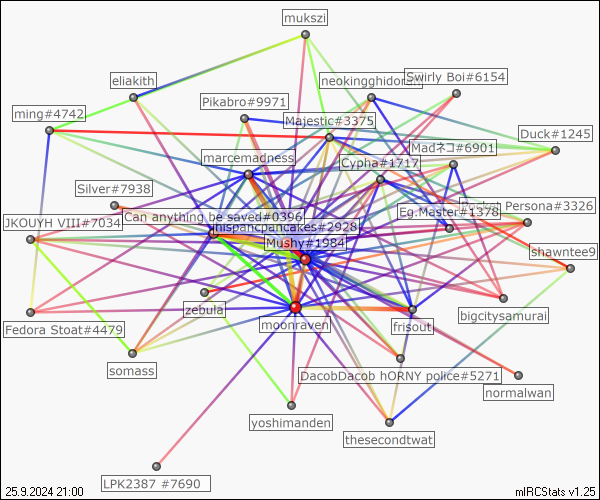 mukszi
eliakith
neokingghidorah
Swirly Boi#6154
Pikabro#9971
ming#4742
Majestic#3375
Duck#1245
Madネコ#6901
marcemadness
Cypha#1717
Silver#7938
Persona#3326
JKOUYH VIII#7034
Can anything be saved#0396
Eg.Master#1378
hispancpancakes#2928
Mushy#1984
shawntee9
zebula
bigcitysamurai
Fedora Stoat#4479
moonraven
frisout
somass
DacobDacob hORNY police#5271
normalwan
yoshimanden
thesecondtwat
LPK2387 #7690
25.9.2024 21:00
mIRCStats v1.25